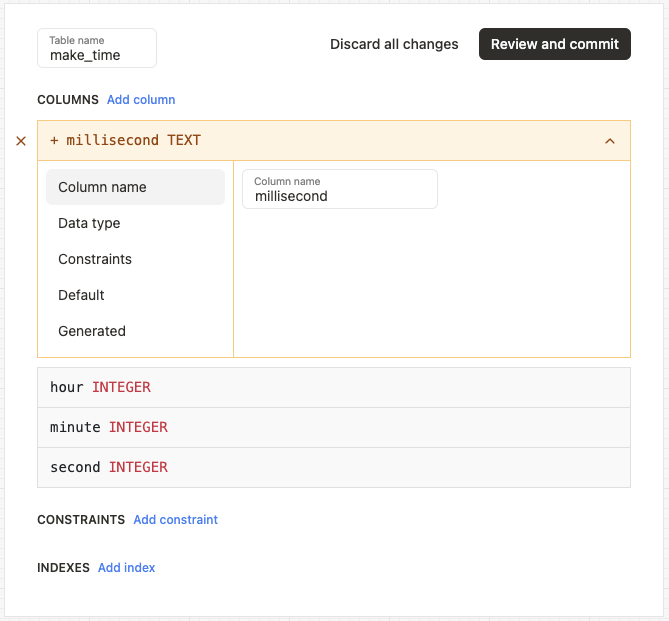 Table name
make_time
Discard all changes
Review and commit
COLUMNS Add column
+ millisecond TEXT
Column name
Data type
Constraints
Default
Generated
Column name
millisecond
hour INTEGER
minute INTEGER
second INTEGER
CONSTRAINTS Add constraint
INDEXES Add index